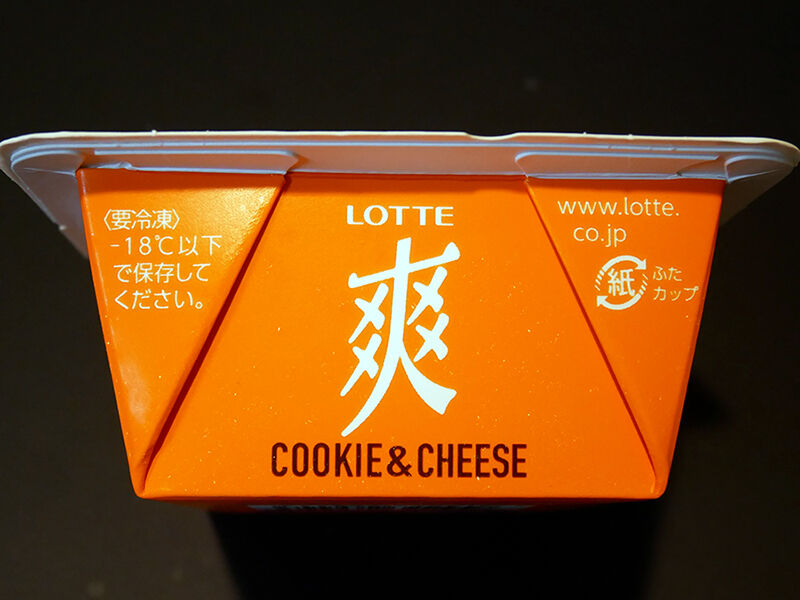 〈要冷凍〉
-18℃以下
で保存して
ください。
LOTTE
爽
COOKIE&CHEESE
www.lotte.
co.jp
紙
ふた
カップ